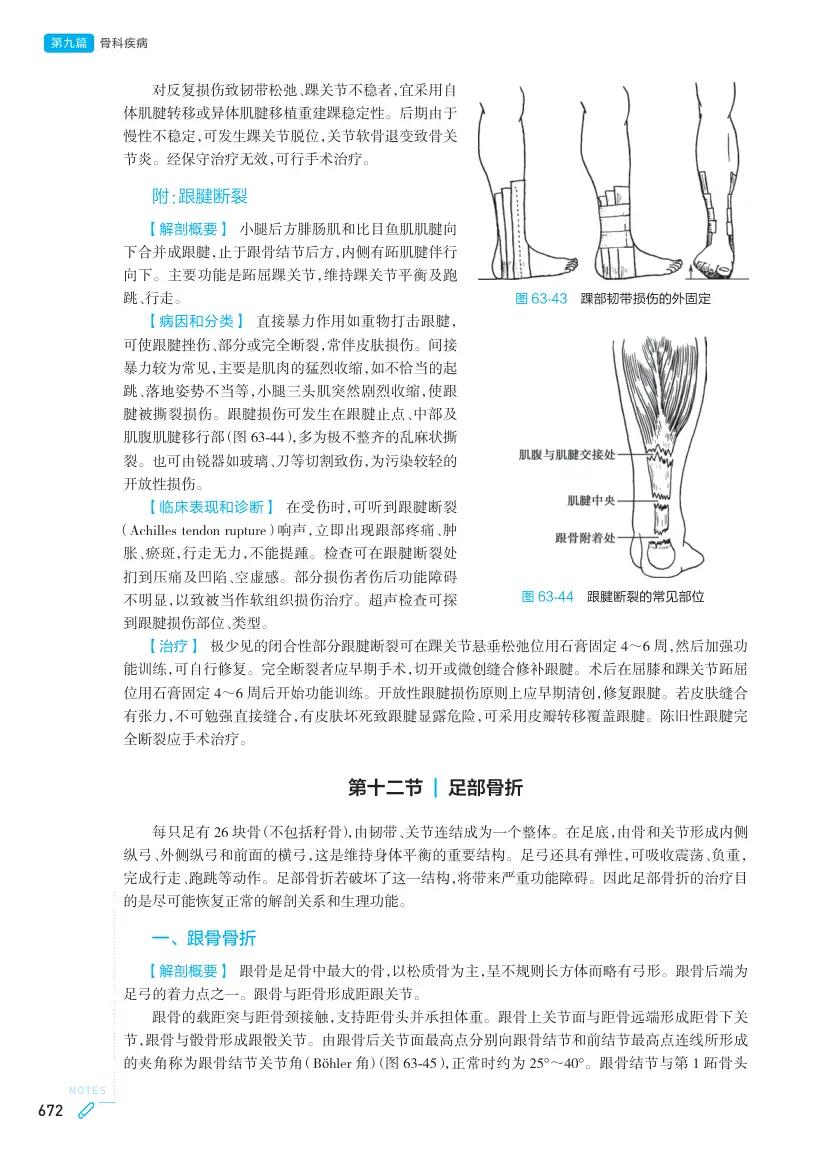 第九篇 骨科疾病
对反复损伤致韧带松弛、踝关节不稳者,宜采用自
体肌腱转移或异体肌腱移植重建踝稳定性。后期由于
慢性不稳定,可发生踝关节脱位,关节软骨退变致骨关
节炎。经保守治疗无效,可行手术治疗。
附:跟腱断裂
【解剖概要】 小腿后方腓肠肌和比目鱼肌肌腱向
下合并成跟腱,止于跟骨结节后方,内侧有跖肌腱伴行
向下。主要功能是跖屈踝关节,维持踝关节平衡及跑
跳、行走。
【病因和分类】 直接暴力作用如重物打击跟腱,
可使跟腱挫伤、部分或完全断裂,常伴皮肤损伤。间接
暴力较为常见,主要是肌肉的猛烈收缩,如不恰当的起
跳、落地姿势不当等,小腿三头肌突然剧烈收缩,使跟
腱被撕裂损伤。跟腱损伤可发生在跟腱止点、中部及
肌腹肌腱移行部(图 63-44),多为极不整齐的乱麻状撕
裂。也可由锐器如玻璃、刀等切割致伤,为污染较轻的
开放性损伤。
【临床表现和诊断】 在受伤时,可听到跟腱断裂
(Achilles tendon rupture)响声,立即出现跟部疼痛、肿
胀、瘀斑,行走无力,不能提踵。检查可在跟腱断裂处
扪到压痛及凹陷、空虚感。部分损伤者伤后功能障碍
不明显,以致被当作软组织损伤治疗。超声检查可探
到跟腱损伤部位、类型。
图 63-43 踝部韧带损伤的外固定
肌腹与肌腱交接处
肌腱中央
跟骨附着处
图 63-44 跟腱断裂的常见部位
【治疗】 极少见的闭合性部分跟腱断裂可在踝关节悬垂松弛位用石膏固定 4~6 周,然后加强功
能训练,可自行修复。完全断裂者应早期手术,切开或微创缝合修补跟腱。术后在屈膝和踝关节跖屈
位用石膏固定 4~6 周后开始功能训练。开放性跟腱损伤原则上应早期清创,修复跟腱。若皮肤缝合
有张力,不可勉强直接缝合,有皮肤坏死致跟腱显露危险,可采用皮瓣转移覆盖跟腱。陈旧性跟腱完
全断裂应手术治疗。
第十二节 | 足部骨折
每只足有 26 块骨(不包括籽骨),由韧带、关节连结成为一个整体。在足底,由骨和关节形成内侧
纵弓、外侧纵弓和前面的横弓,这是维持身体平衡的重要结构。足弓还具有弹性,可吸收震荡、负重,
完成行走、跑跳等动作。足部骨折若破坏了这一结构,将带来严重功能障碍。因此足部骨折的治疗目
的是尽可能恢复正常的解剖关系和生理功能。
一、跟骨骨折
【解剖概要】 跟骨是足骨中最大的骨,以松质骨为主,呈不规则长方体而略有弓形。跟骨后端为
足弓的着力点之一。跟骨与距骨形成距跟关节。
跟骨的载距突与距骨颈接触,支持距骨头并承担体重。跟骨上关节面与距骨远端形成距骨下关
节,跟骨与骰骨形成跟骰关节。由跟骨后关节面最高点分别向跟骨结节和前结节最高点连线所形成
的夹角称为跟骨结节关节角(Böhler 角)(图 63-45),正常时约为 25°~40°。跟骨结节与第 1 跖骨头
NOTES
672